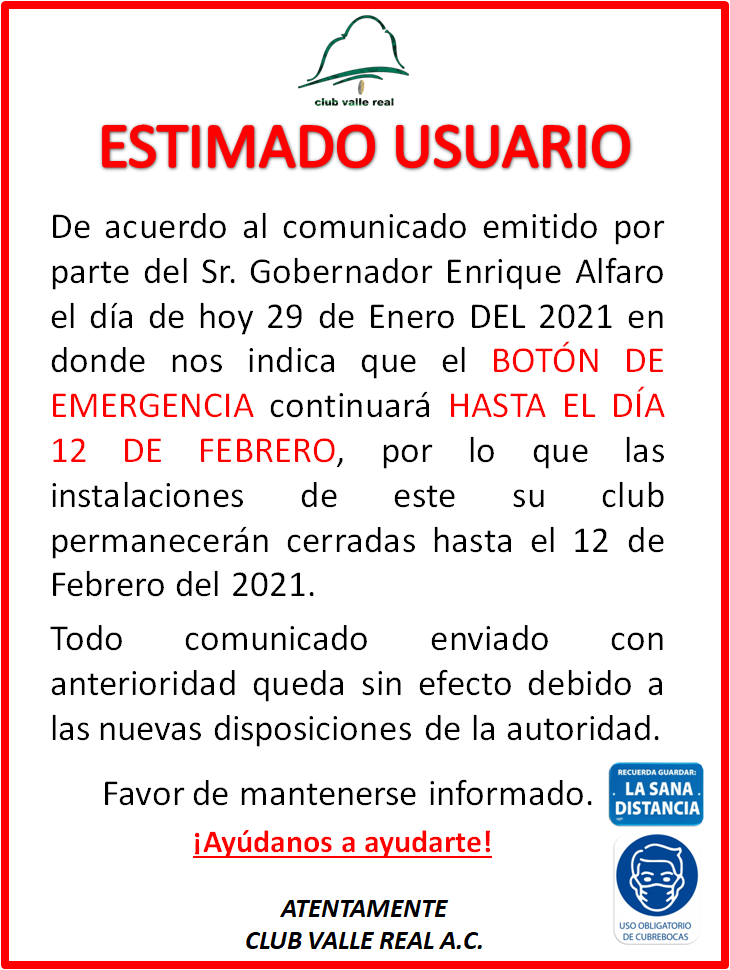 club valle real
ESTIMADO USUARIO
De acuerdo al comunicado emitido por
parte del Sr. Gobernador Enrique Alfaro
el día de hoy 29 de Enero DEL 2021 en
donde nos indica que el BOTÓN DE
EMERGENCIA continuará HASTA EL DÍA
12 DE FEBRERO, por lo que las
instalaciones de este su club
permanecerán cerradas hasta el 12 de
Febrero del 2021.
Todo comunicado enviado con
anterioridad queda sin efecto debido a
las nuevas disposiciones de la autoridad.
Favor de mantenerse informado.
¡Ayúdanos a ayudarte!
RECUERDA GUARDAR:
LA SANA
DISTANCIA
USO OBLIGATORIO
DE CUBREBOCAS
ATENTAMENTE
CLUB VALLE REAL A.C.